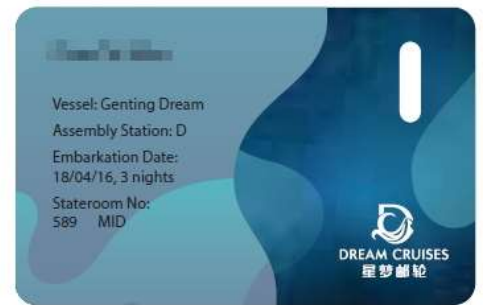 Vessel: Genting Dream
Assembly Station: D
Embarkation Date:
18/04/16, 3 nights
Stateroom No:
589 MID
DREAM CRUISES
星梦邮轮